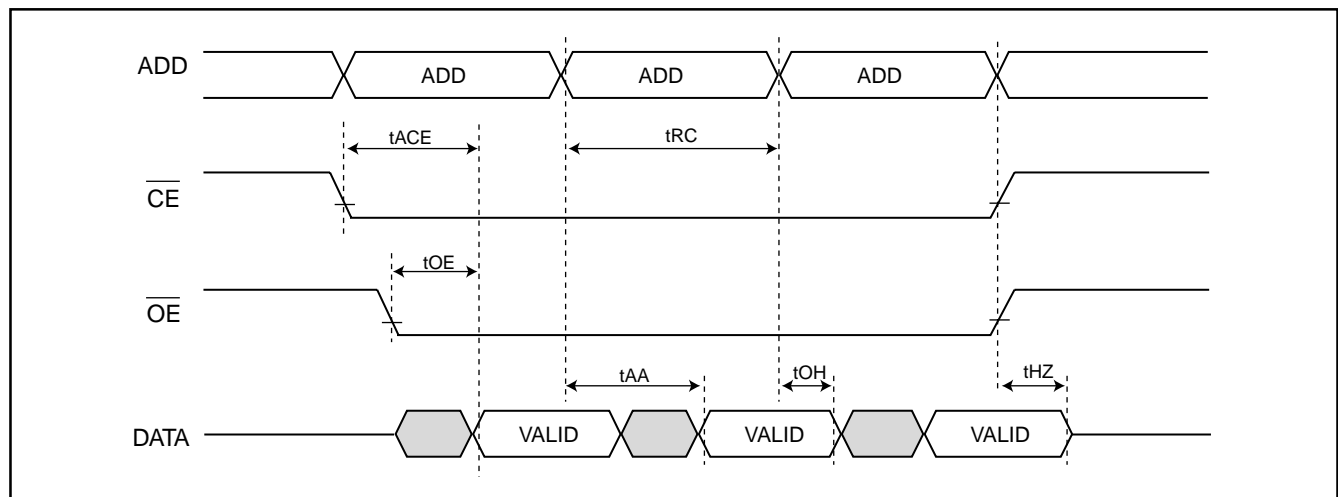 ADD ADD ADD ADD
tACE tRC
CE
tOE
OE
tAA tOH tHZ
DATA VALID VALID VALID